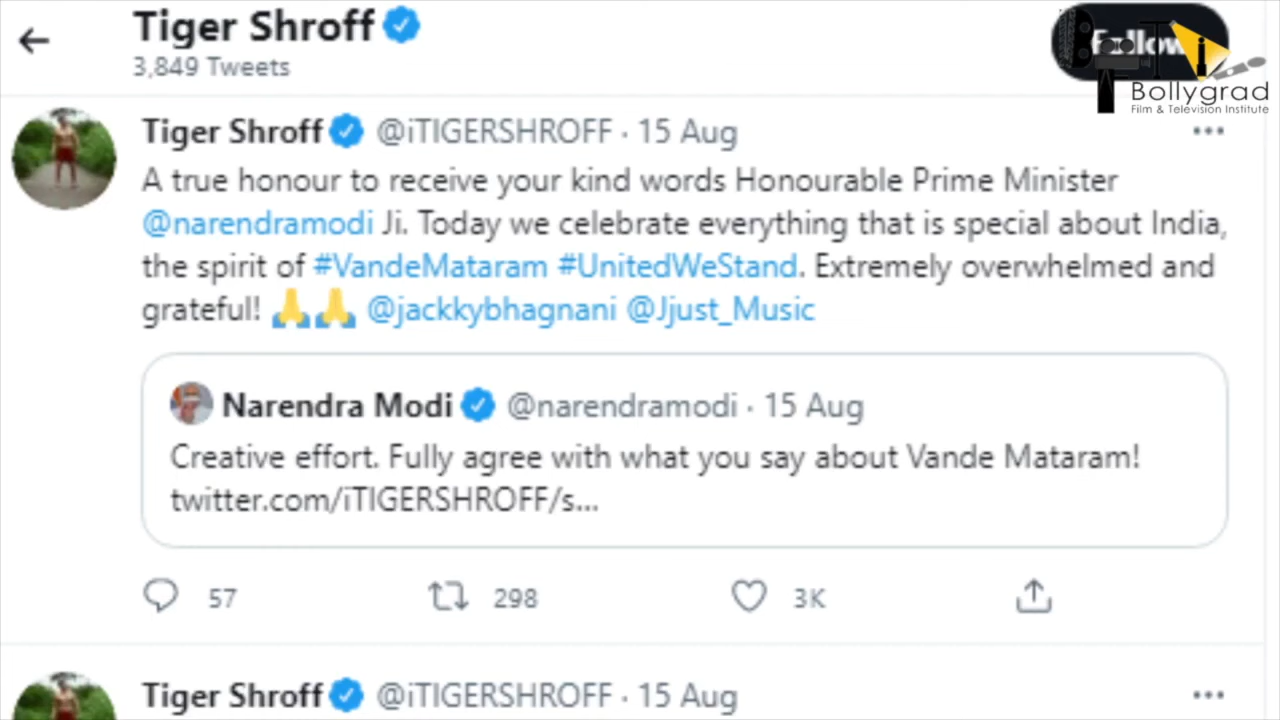 Tiger Shroff
3,849 Tweets
Follow
Bollygrad
Film & Television Institute
Tiger Shroff @iTIGERSHROFF · 15 Aug
A true honour to receive your kind words Honourable Prime Minister
@narendramodi Ji. Today we celebrate everything that is special about India,
the spirit of #VandeMataram #UnitedWeStand. Extremely overwhelmed and
grateful! 🙏🙏 @jackkybhagnani @Jjust_Music
Narendra Modi @narendramodi · 15 Aug
Creative effort. Fully agree with what you say about Vande Mataram!
twitter.com/iTIGERSHROFF/s...
57 298 3K
Tiger Shroff @iTIGERSHROFF · 15 Aug